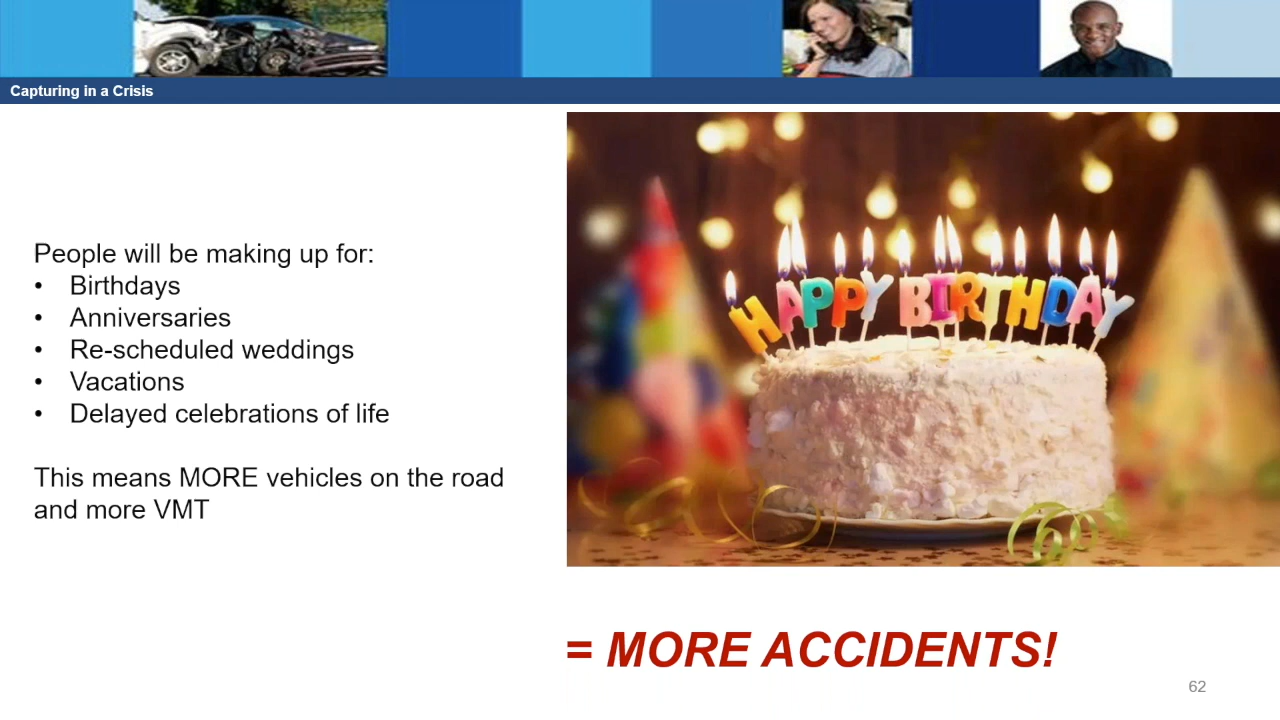 Capturing in a Crisis
People will be making up for:
• Birthdays
• Anniversaries
• Re-scheduled weddings
• Vacations
• Delayed celebrations of life
This means MORE vehicles on the road
and more VMT
HAPPY BIRTHDAY
= MORE ACCIDENTS!
62